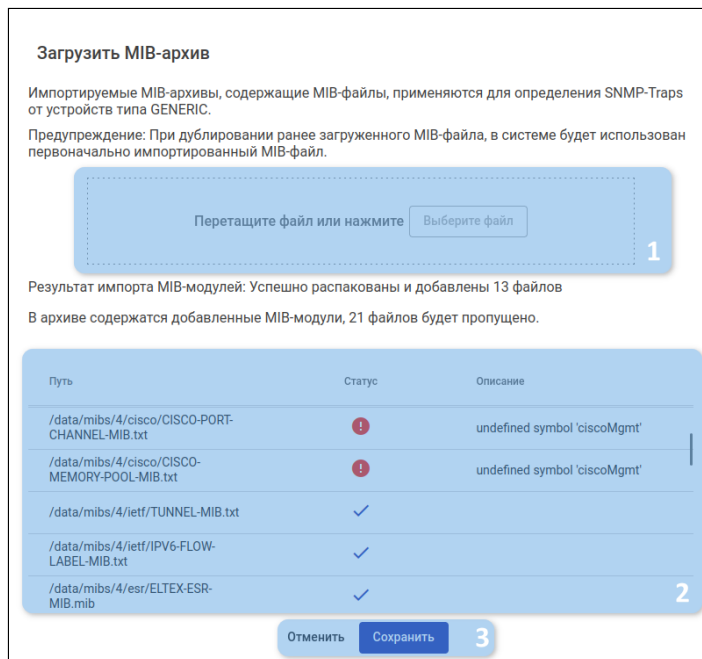 Загрузить MIB-архив
Импортируемые MIB-архивы, содержащие MIB-файлы, применяются для определения SNMP-Traps
от устройств типа GENERIC.
Предупреждение: При дублировании ранее загруженного MIB-файла, в системе будет использован
первоначально импортированный MIB-файл.
Перетащите файл или нажмите Выберите файл
1
Результат импорта MIB-модулей: Успешно распакованы и добавлены 13 файлов
В архиве содержатся добавленные MIB-модули, 21 файлов будет пропущено.
Путь Статус Описание
/data/mibs/4/cisco/CISCO-PORT-
CHANNEL-MIB.txt
undefined symbol 'ciscoMgmt'
/data/mibs/4/cisco/CISCO-
MEMORY-POOL-MIB.txt
undefined symbol 'ciscoMgmt'
/data/mibs/4/ietf/TUNNEL-MIB.txt
/data/mibs/4/ietf/IPV6-FLOW-
LABEL-MIB.txt
/data/mibs/4/esr/ELTEX-ESR-
MIB.mib
2
Отменить Сохранить 3